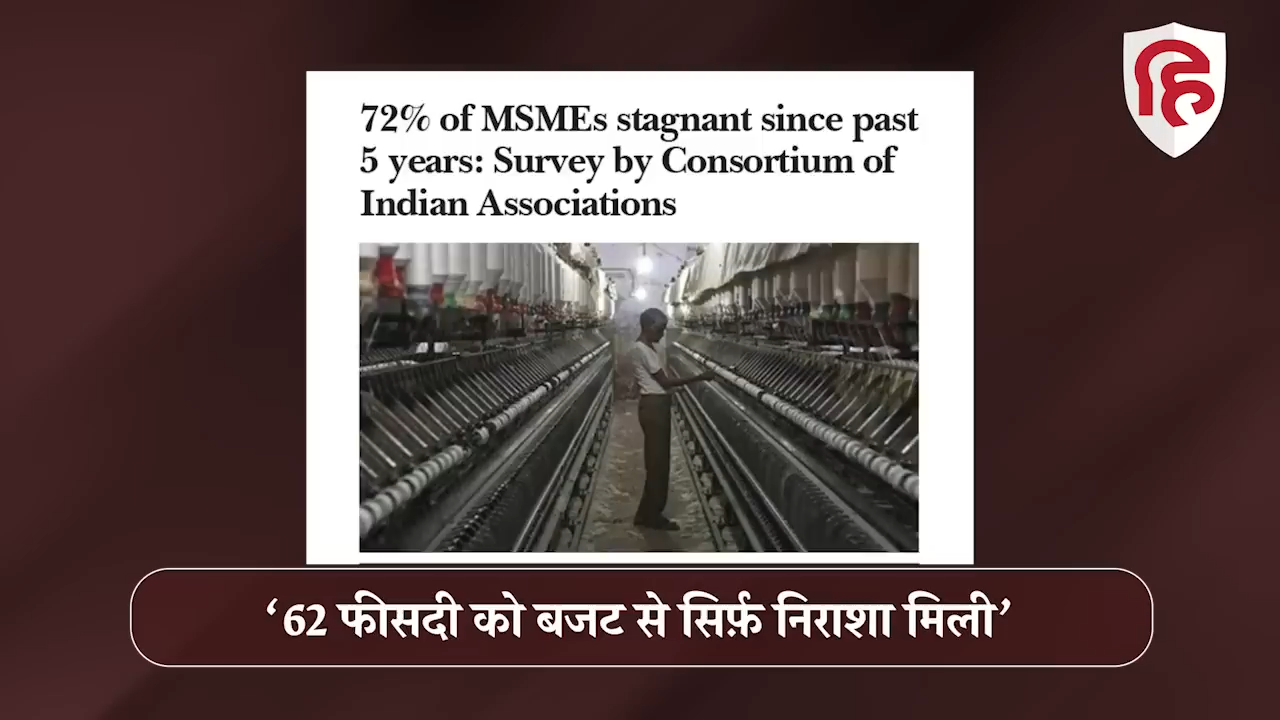 72% of MSMEs stagnant since past
5 years: Survey by Consortium of
Indian Associations
हि
‘62 फीसदी को बजट से सिर्फ़ निराशा मिली’